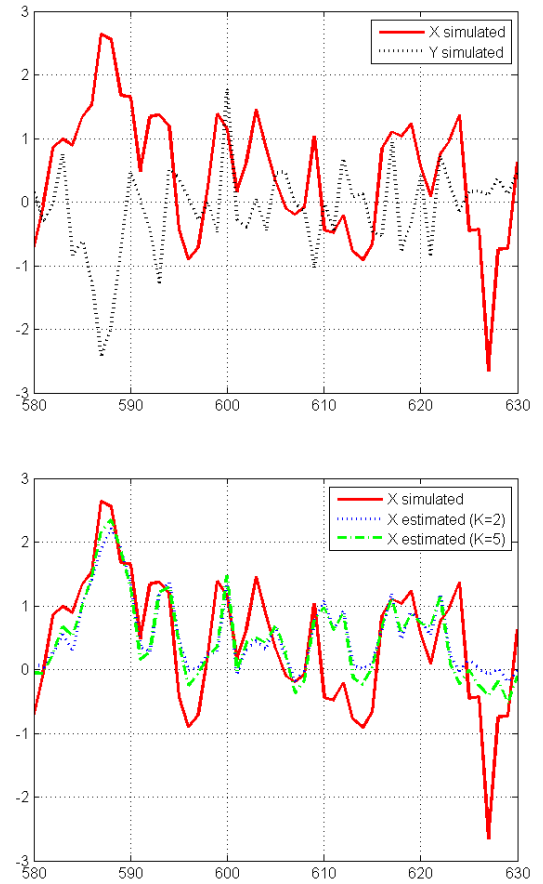 3
X simulated
Y simulated
2
1
0
-1
-2
-3
580 590 600 610 620 630
3
X simulated
X estimated (K=2)
X estimated (K=5)
2
1
0
-1
-2
-3
580 590 600 610 620 630